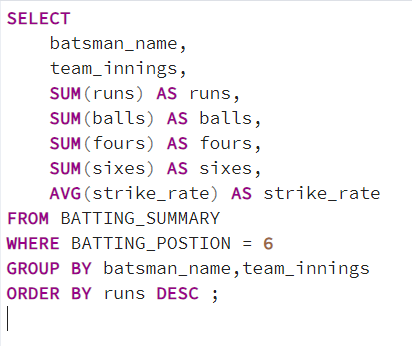 SELECT
batsman_name,
team_innings,
SUM(runs) AS runs,
SUM(balls) AS balls,
SUM(fours) AS fours,
SUM(sixes) AS sixes,
AVG(strike_rate) AS strike_rate
FROM BATTING_SUMMARY
WHERE BATTING_POSTION = 6
GROUP BY batsman_name,team_innings
ORDER BY runs DESC ;